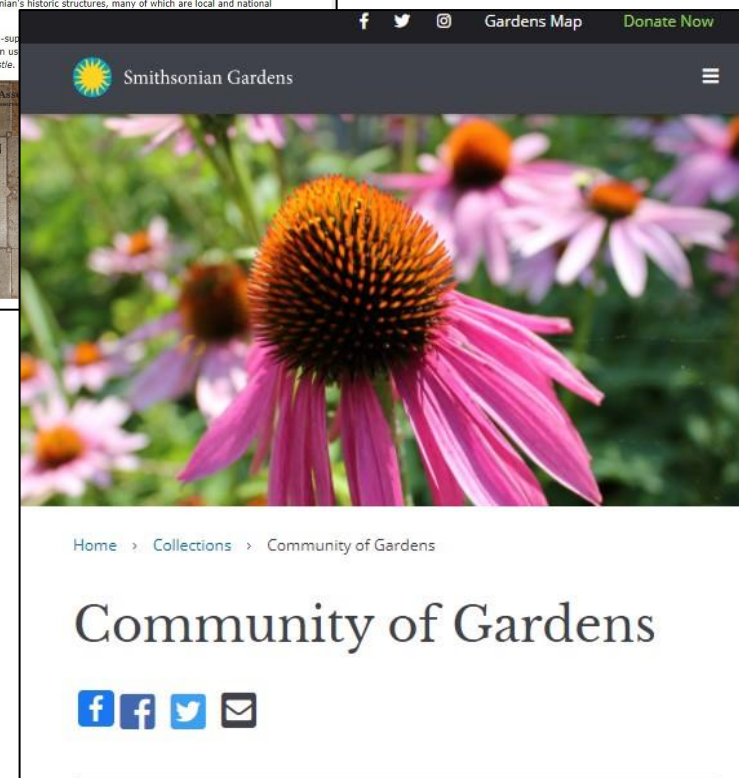 nian's historic structures, many of which are local and national
-sup
n us
stle.
Ass
Gardens Map Donate Now
Smithsonian Gardens
Home › Collections › Community of Gardens
Community of Gardens